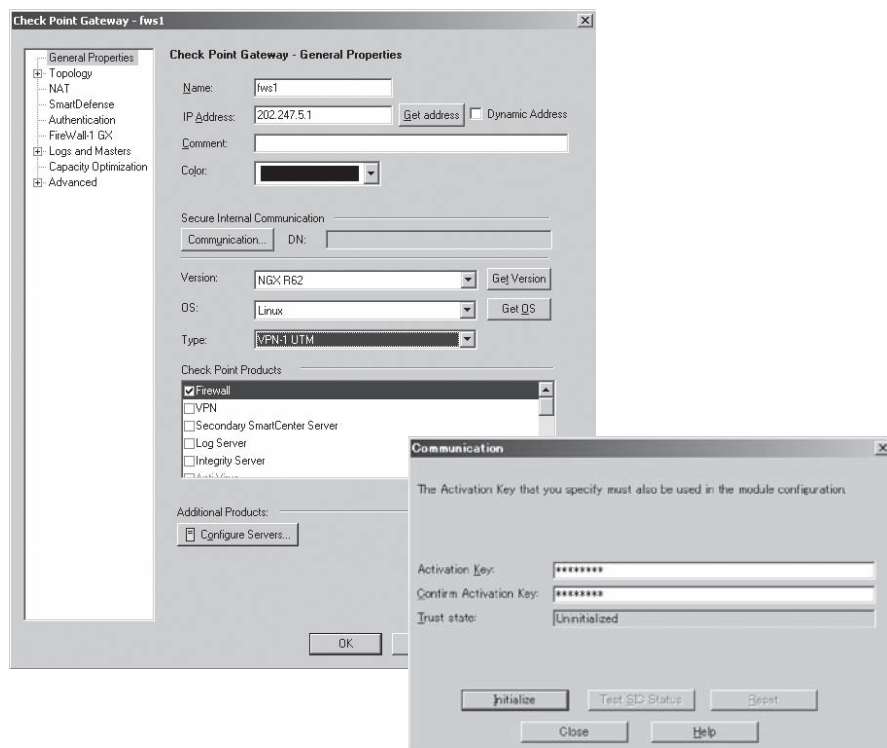 Check Point Gateway - fws1
General Properties
Topology
NAT
SmartDefense
Authentication
FireWall-1 GX
Logs and Masters
Capacity Optimization
Advanced
Check Point Gateway - General Properties
Name: fws1
IP Address: 202.247.5.1 Get address Dynamic Address
Comment:
Color:
Secure Internal Communication
Communication... DN:
Version: NGX R62 Get Version
OS: Linux Get OS
Type: VPN-1 UTM
Check Point Products
Firewall
VPN
Secondary SmartCenter Server
Log Server
Integrity Server
Additional Products:
Configure Servers...
OK
Communication
The Activation Key that you specify must also be used in the module configuration.
Activation Key: ********
Confirm Activation Key: ********
Trust state: Uninitialized
Initialize Test SIC Status Reset
Close Help